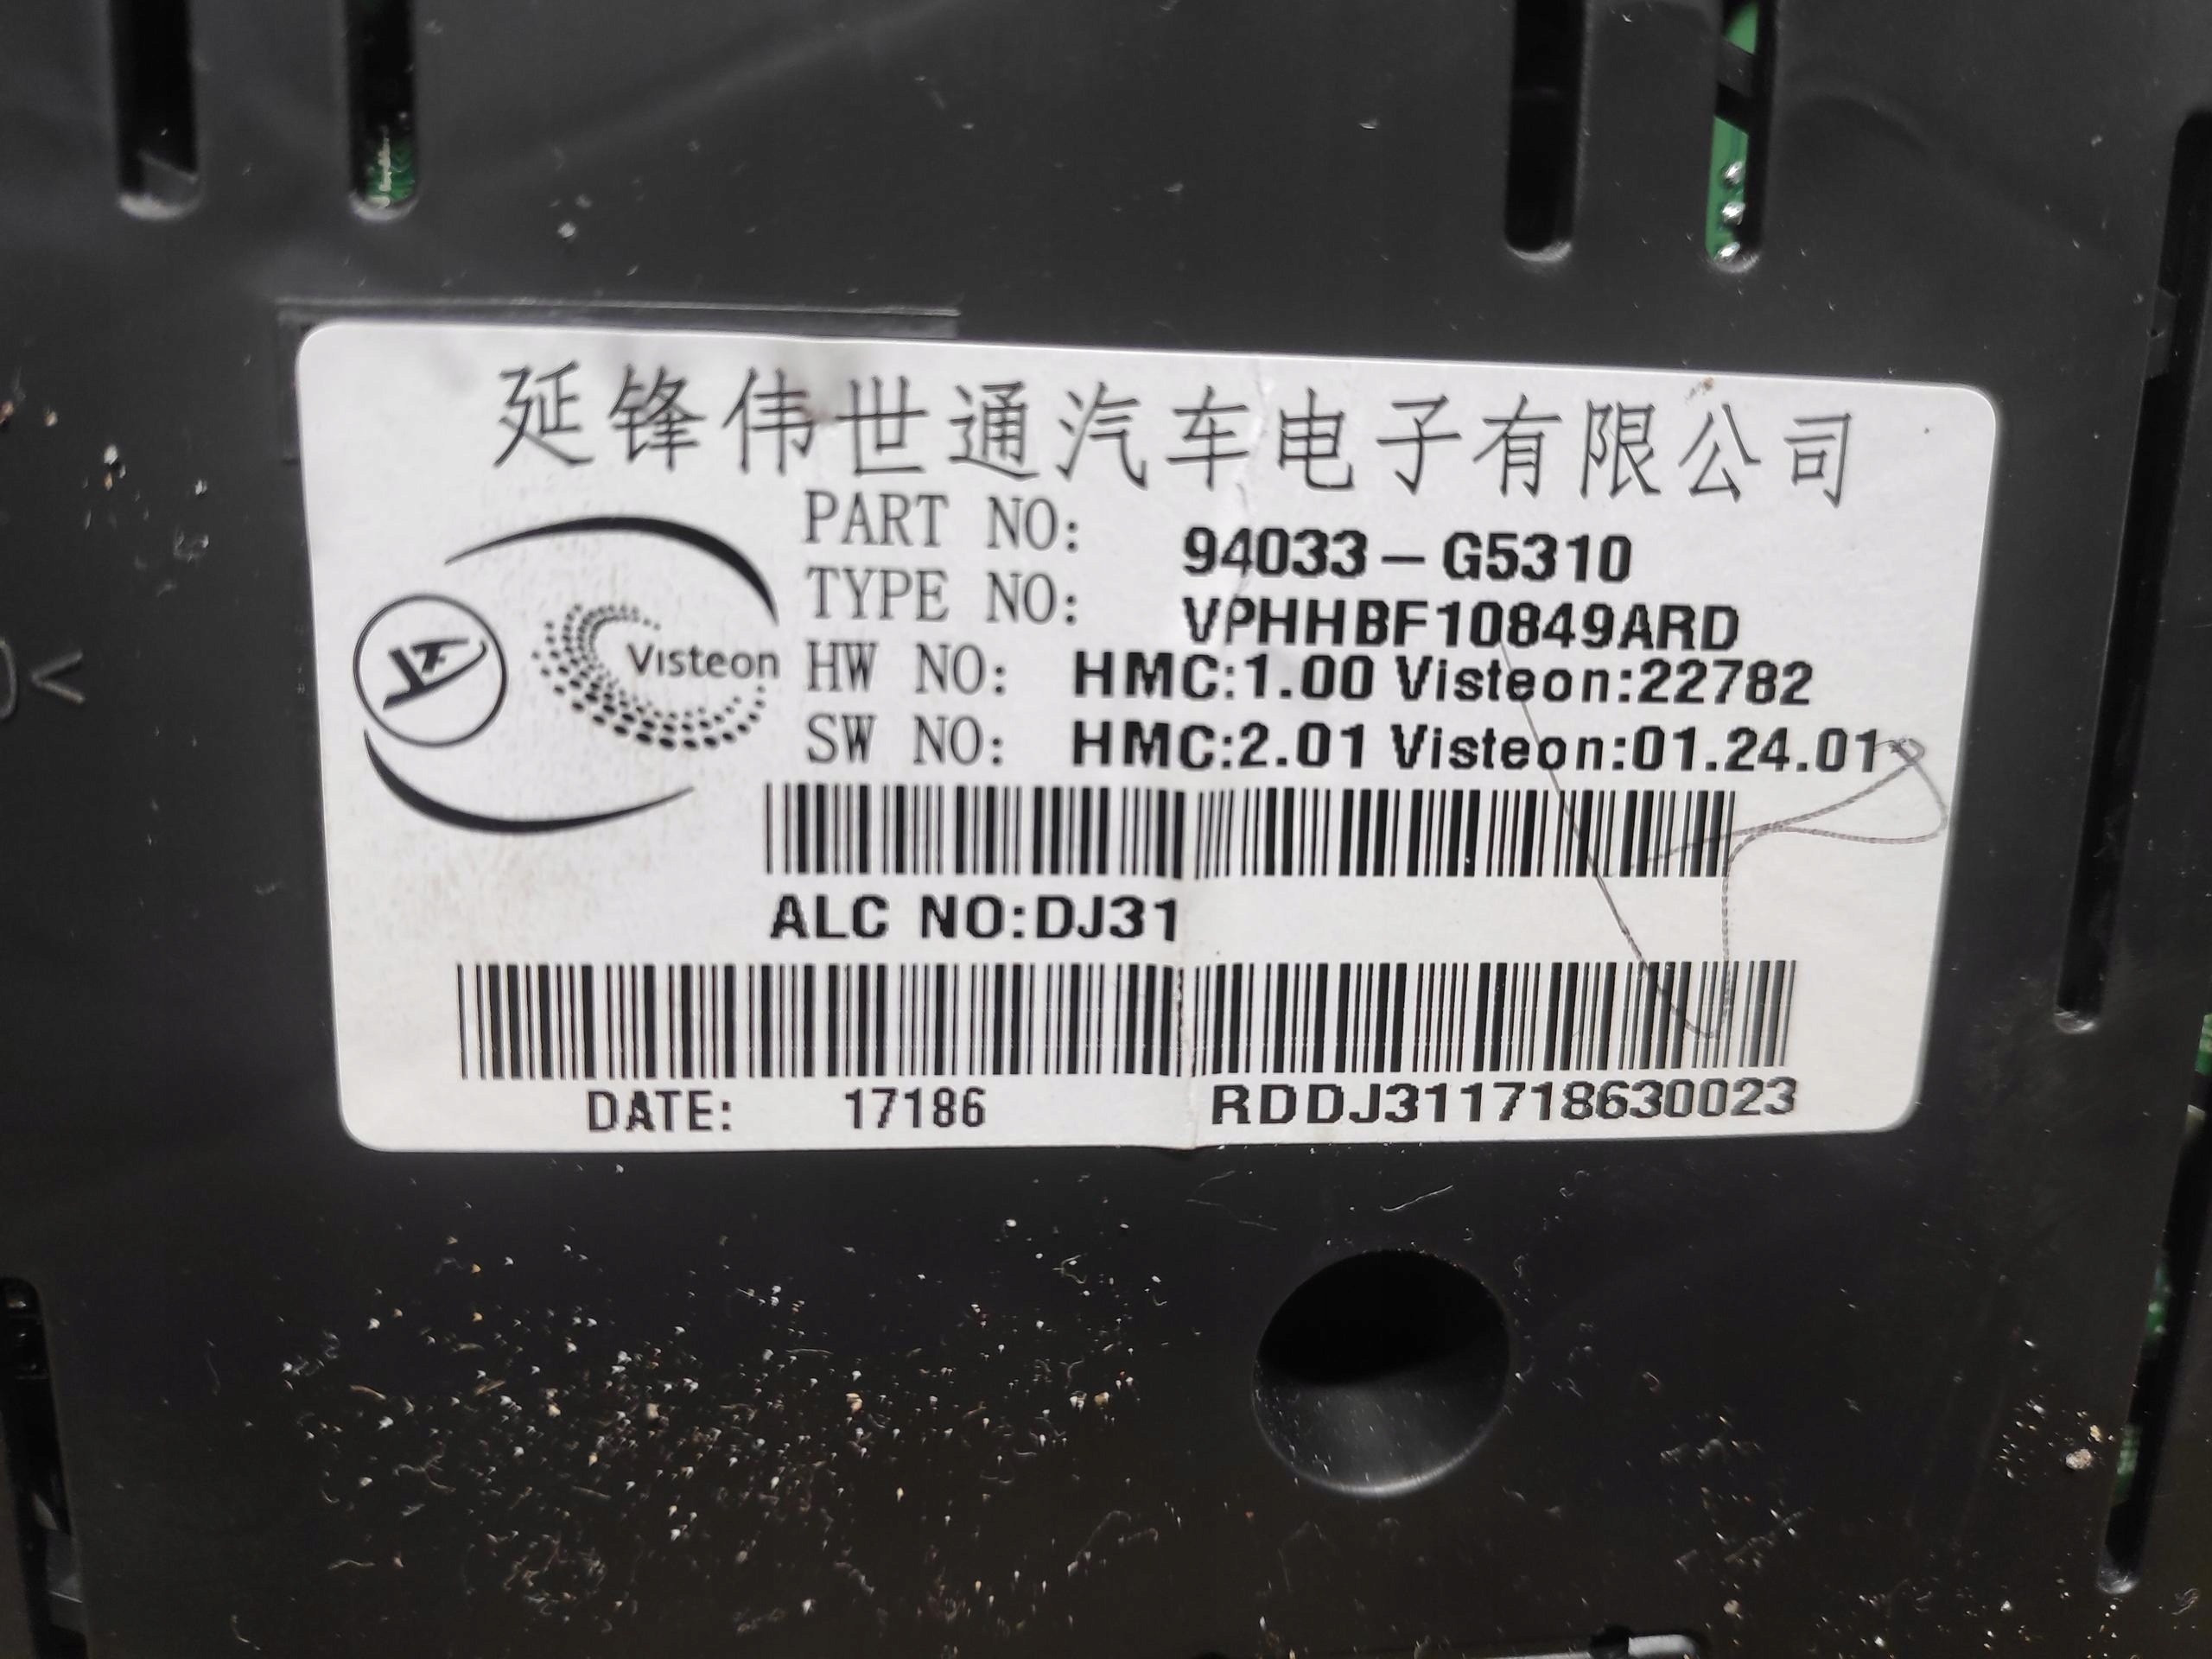 延锋伟世通汽车电子有限公司
PART NO: 94033-G5310
TYPE NO: VPHHBF10849ARD
Visteon
HW NO: HMC:1.00 Visteon:22782
SW NO: HMC:2.01 Visteon:01.24.01
ALC NO:DJ31
DATE: 17186 RDDJ311718630023